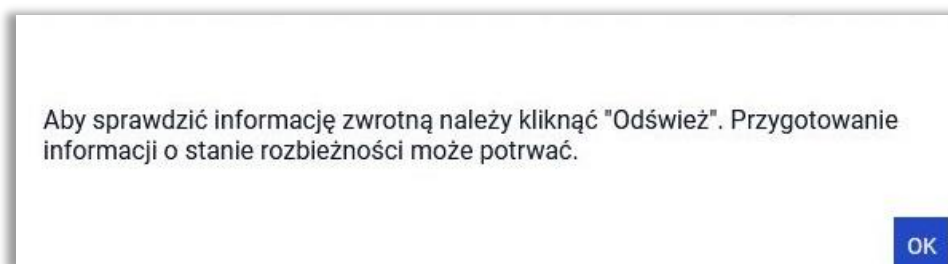 Aby sprawdzić informację zwrotną należy kliknąć "Odśwież". Przygotowanie
informacji o stanie rozbieżności może potrwać.
OK